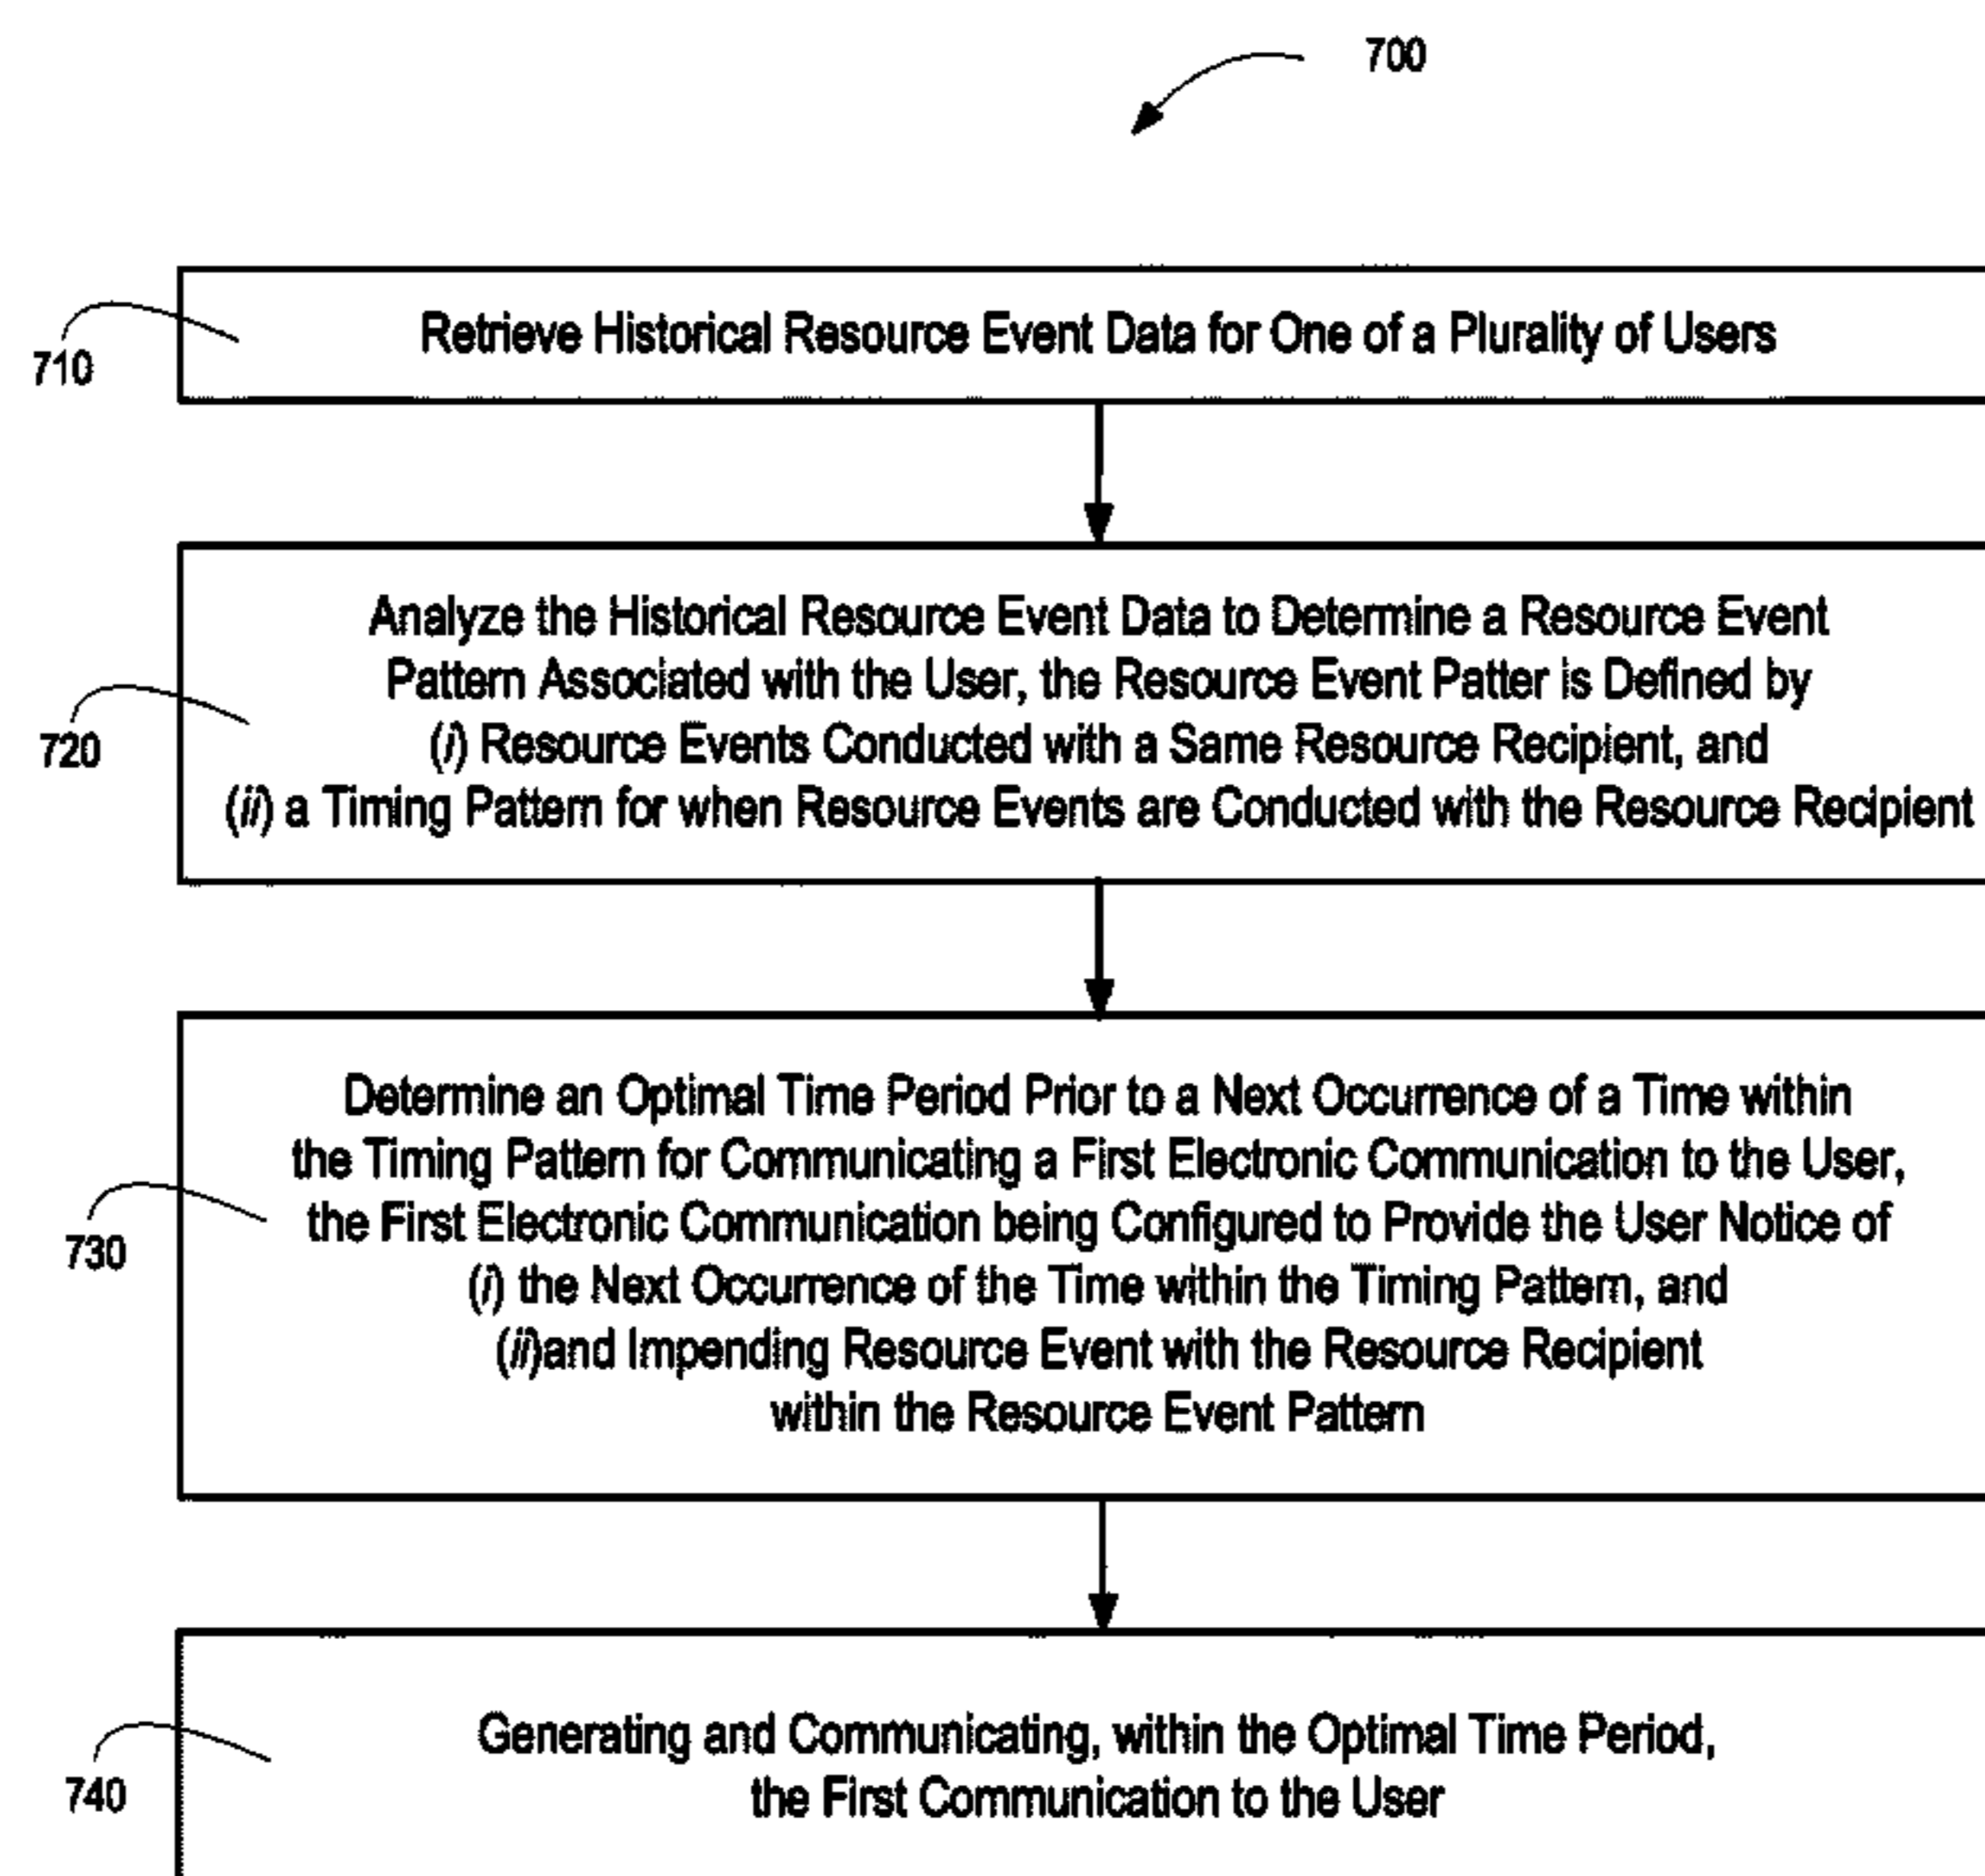 700
710
Retrieve Historical Resource Event Data for One of a Plurality of Users
720
Analyze the Historical Resource Event Data to Determine a Resource Event
Pattern Associated with the User, the Resource Event Patter is Defined by
(i) Resource Events Conducted with a Same Resource Recipient, and
(ii) a Timing Pattern for when Resource Events are Conducted with the Resource Recipient
730
Determine an Optimal Time Period Prior to a Next Occurrence of a Time within
the Timing Pattern for Communicating a First Electronic Communication to the User,
the First Electronic Communication being Configured to Provide the User Notice of
(i) the Next Occurrence of the Time within the Timing Pattern, and
(ii)and Impending Resource Event with the Resource Recipient
within the Resource Event Pattern
740
Generating and Communicating, within the Optimal Time Period,
the First Communication to the User